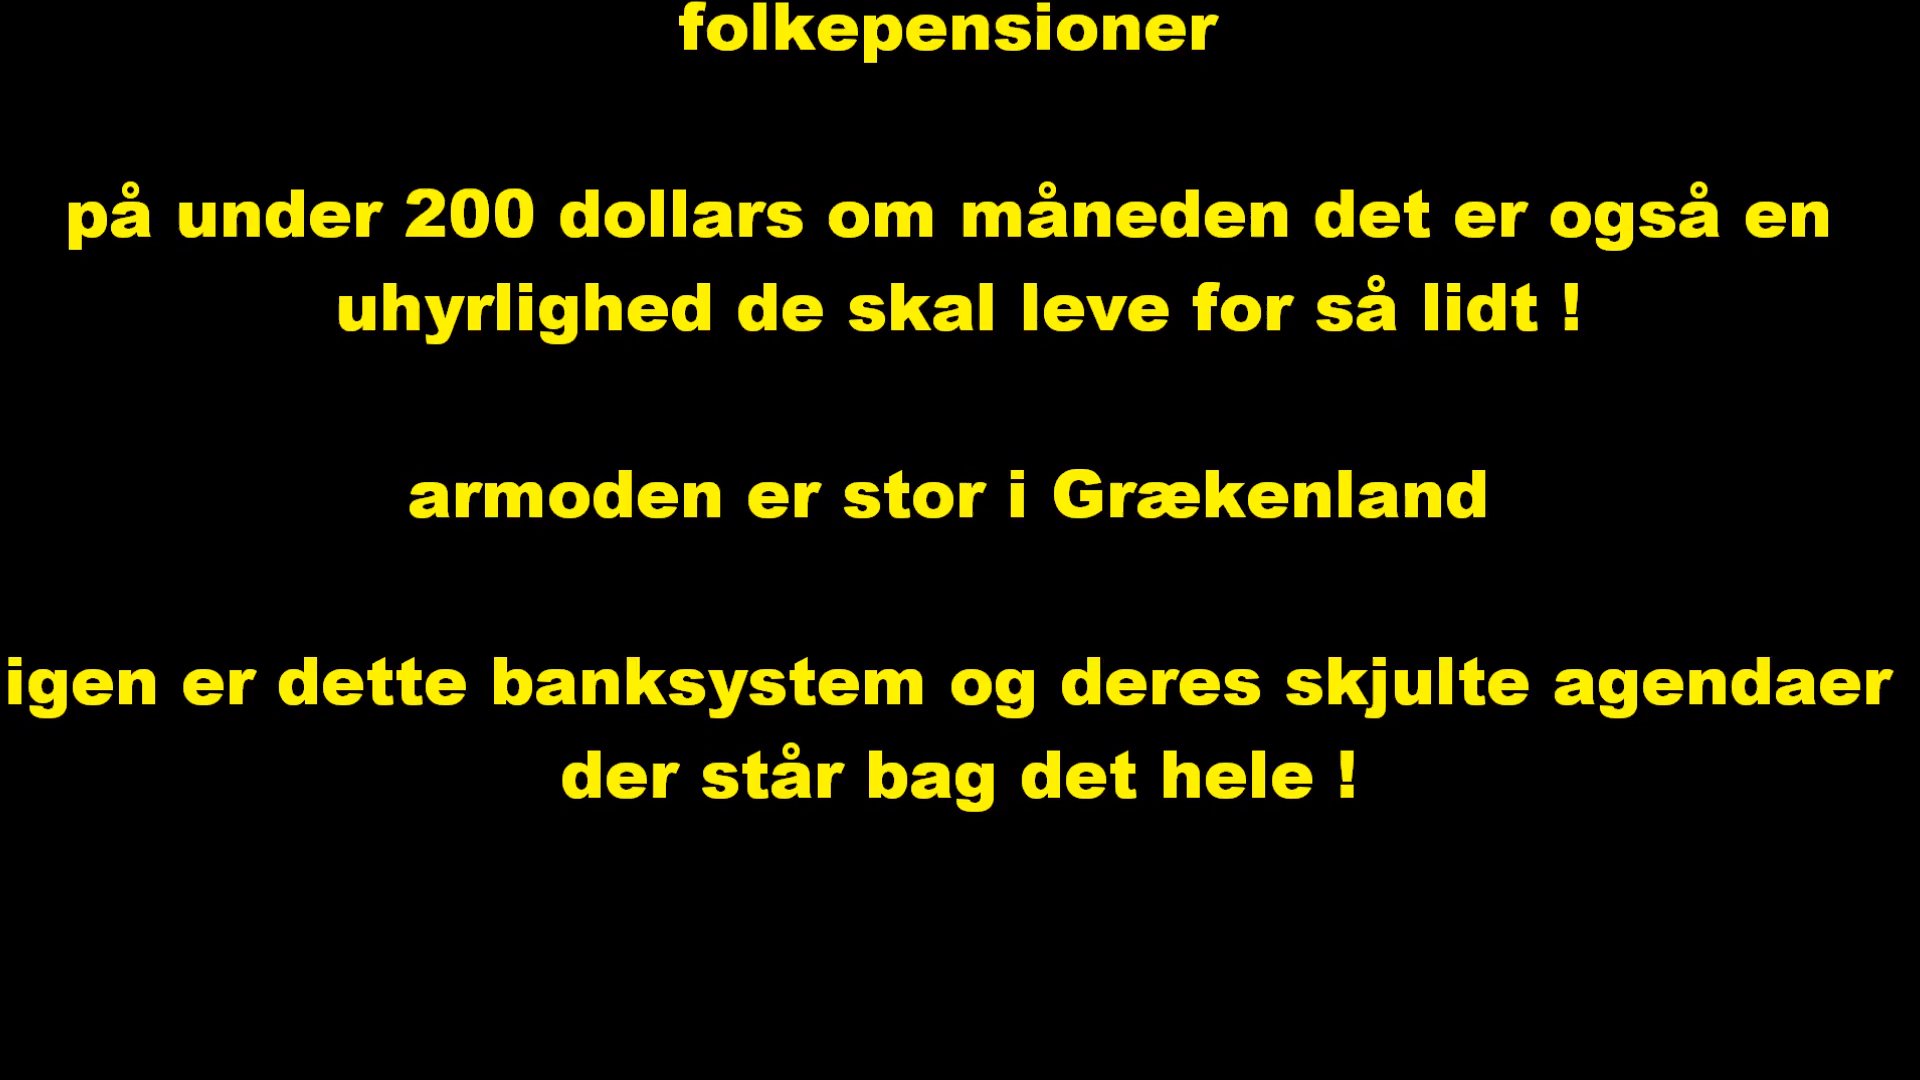 folkepensioner
på under 200 dollars om måneden det er også en
uhyrlighed de skal leve for så lidt !
armoden er stor i Grækenland
igen er dette banksystem og deres skjulte agendaer
der står bag det hele !